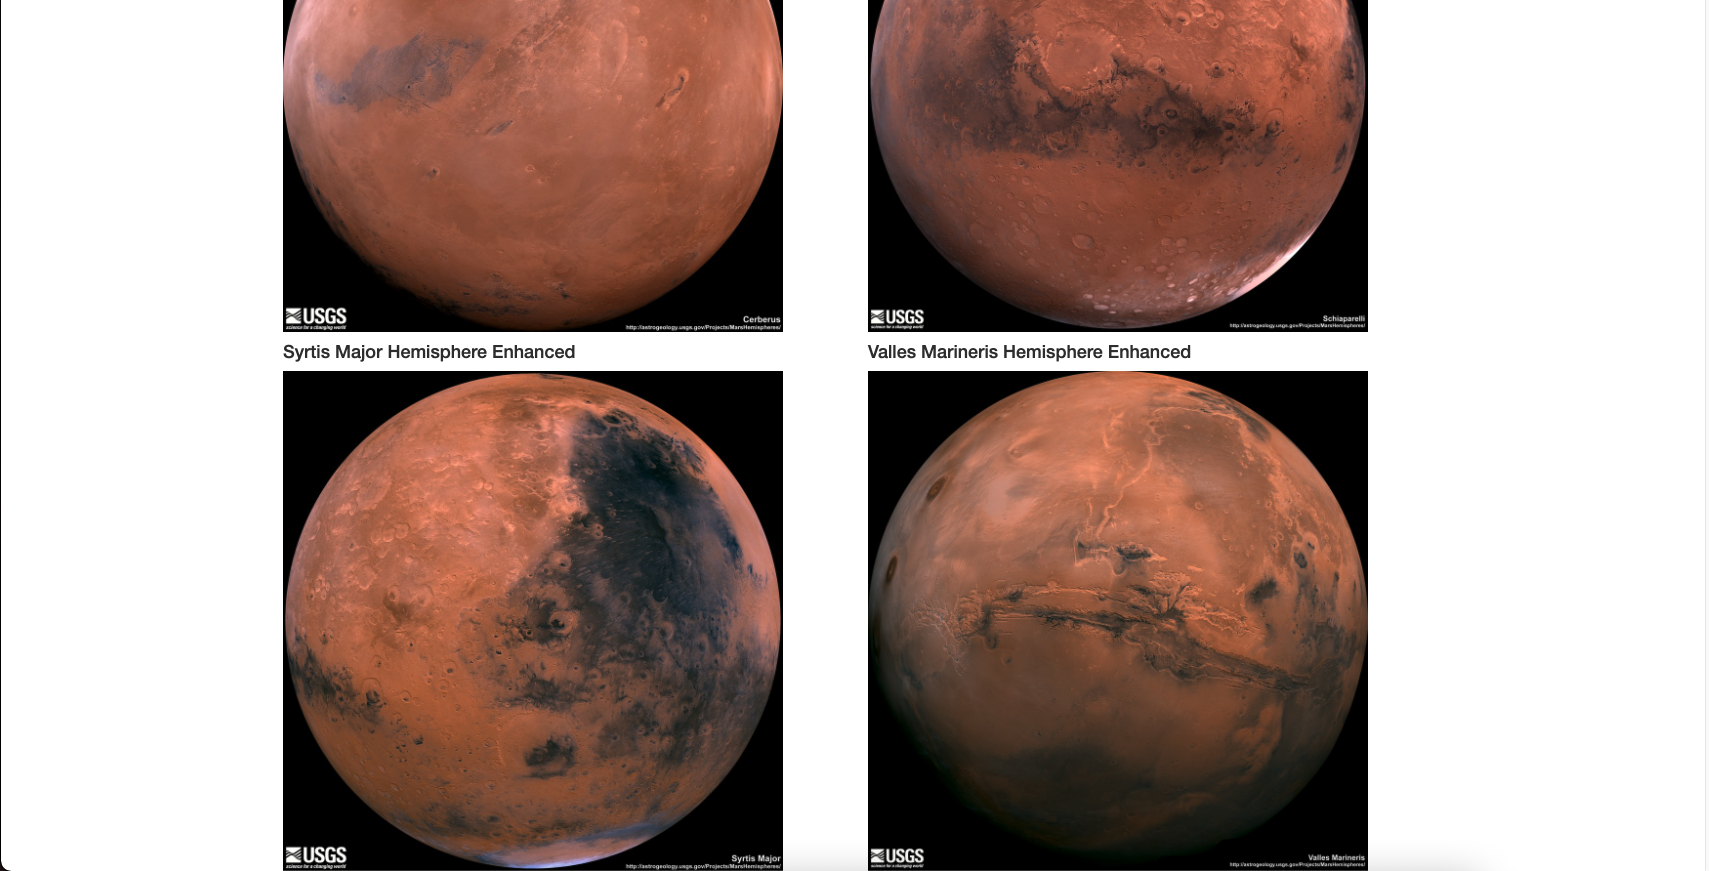 USGS
science for a changing world
Cerberus
http://astrogeology.usgs.gov/Projects/MarsHemispheres/
USGS
science for a changing world
Schiaparelli
http://astrogeology.usgs.gov/Projects/MarsHemispheres/
Syrtis Major Hemisphere Enhanced
Valles Marineris Hemisphere Enhanced
USGS
science for a changing world
Syrtis Major
http://astrogeology.usgs.gov/Projects/MarsHemispheres/
USGS
science for a changing world
Valles Marineris
http://astrogeology.usgs.gov/Projects/MarsHemispheres/